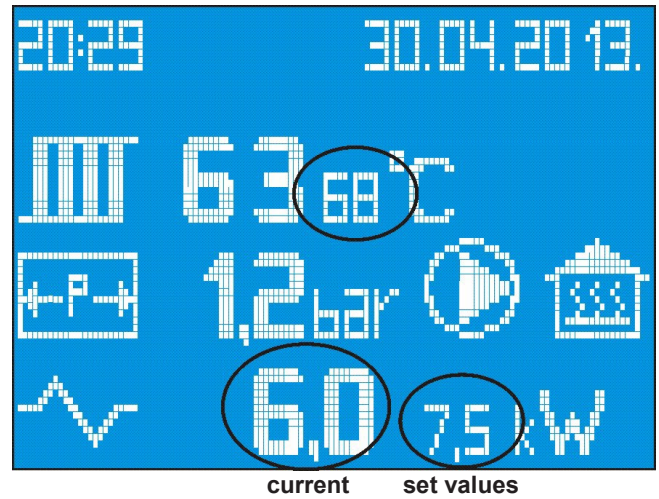 20:29 30.04.2013.
63 68 °C
P 1,2 bar
6,0 7,5 kW
current set values